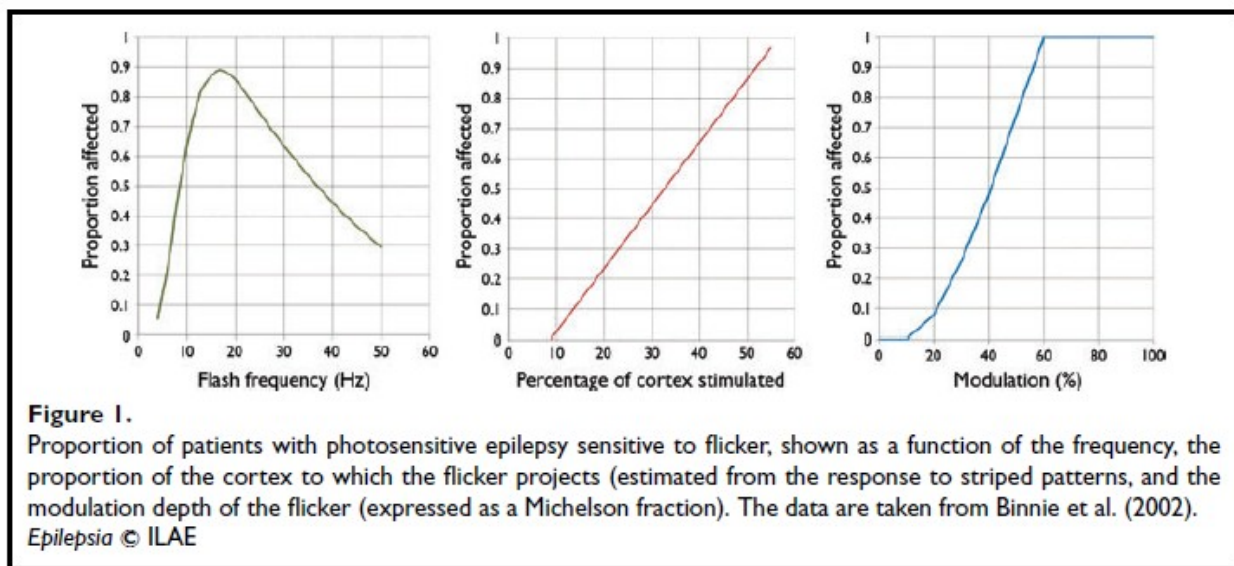 1
0.9
0.8
0.7
0.6
0.5
0.4
0.3
0.2
0.1
0
Proportion affected
0 10 20 30 40 50 60
Flash frequency (Hz)
1
0.9
0.8
0.7
0.6
0.5
0.4
0.3
0.2
0.1
0
Proportion affected
0 10 20 30 40 50 60
Percentage of cortex stimulated
1
0.9
0.8
0.7
0.6
0.5
0.4
0.3
0.2
0.1
0
Proportion affected
0 20 40 60 80 100
Modulation (%)
Figure 1.
Proportion of patients with photosensitive epilepsy sensitive to flicker, shown as a function of the frequency, the
proportion of the cortex to which the flicker projects (estimated from the response to striped patterns, and the
modulation depth of the flicker (expressed as a Michelson fraction). The data are taken from Binnie et al. (2002).
Epilepsia © ILAE